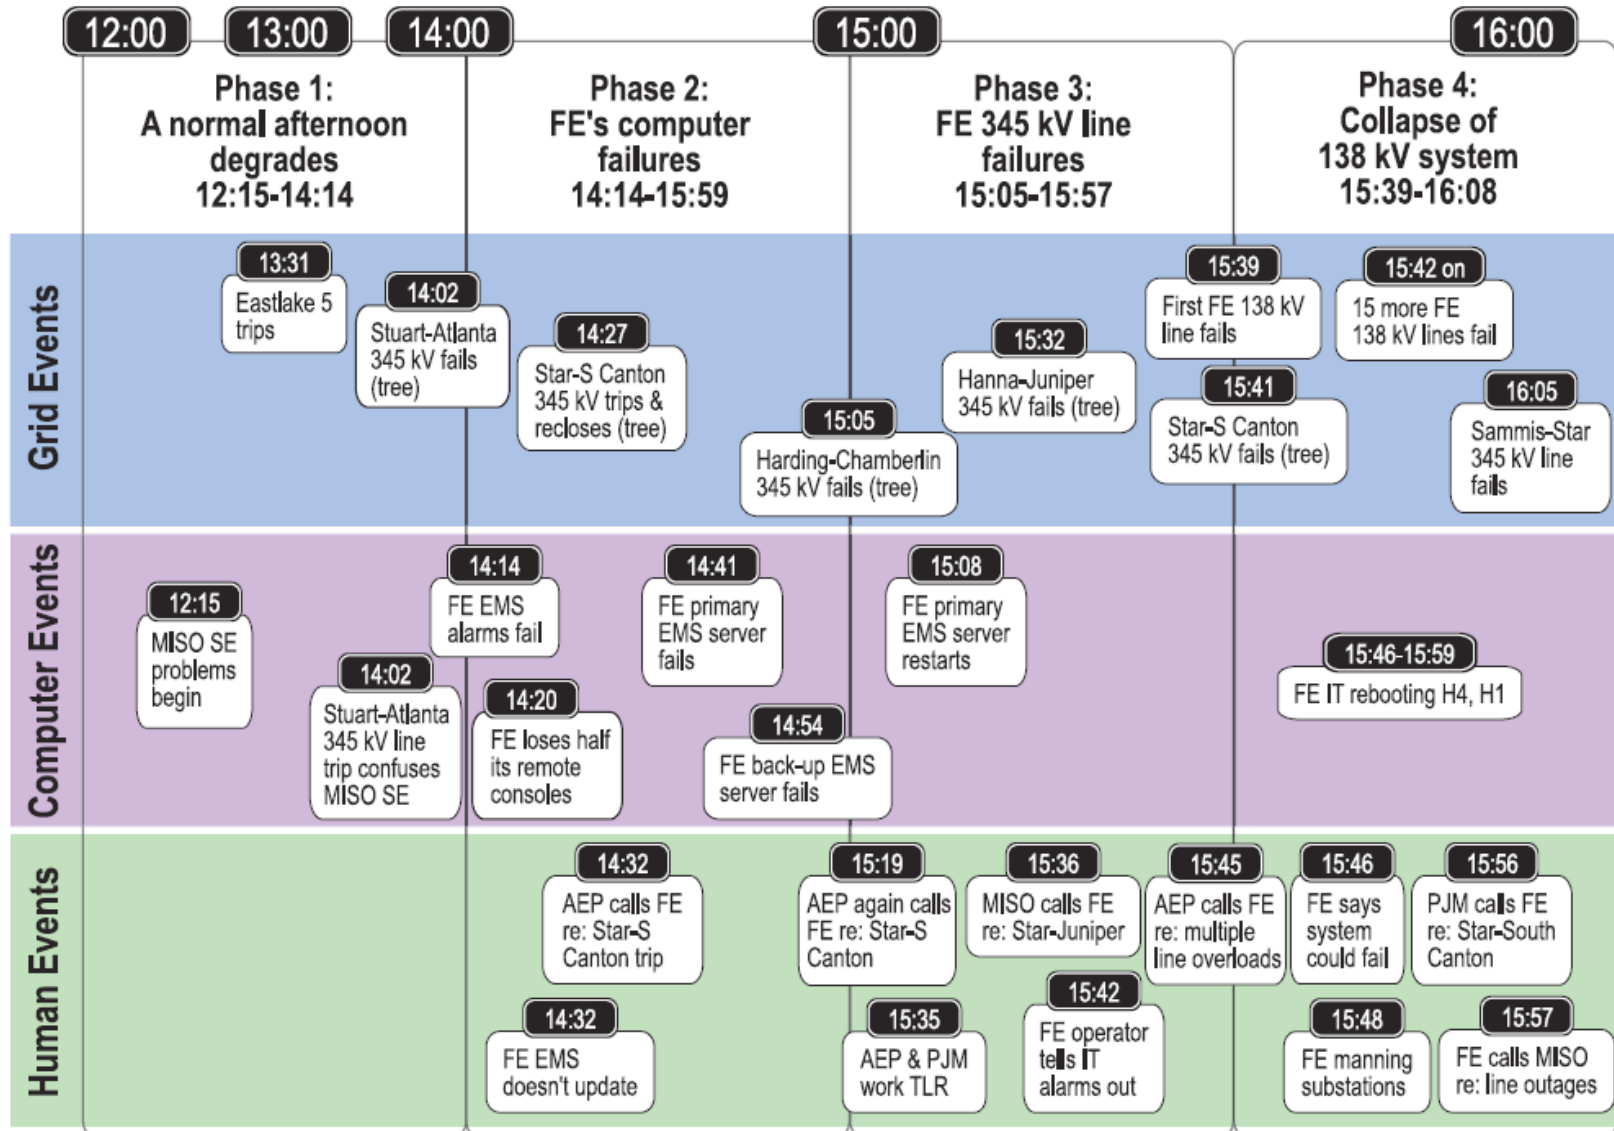 12:00
13:00
14:00
15:00
16:00
Phase 1:
A normal afternoon
degrades
12:15-14:14
Phase 2:
FE's computer
failures
14:14-15:59
Phase 3:
FE 345 kV line
failures
15:05-15:57
Phase 4:
Collapse of
138 kV system
15:39-16:08
Grid Events
13:31
Eastlake 5
trips
14:02
Stuart-Atlanta
345 kV fails
(tree)
14:27
Star-S Canton
345 kV trips &
recloses (tree)
15:05
Harding-Chamberlin
345 kV fails (tree)
15:32
Hanna-Juniper
345 kV fails (tree)
15:39
First FE 138 kV
line fails
15:41
Star-S Canton
345 kV fails (tree)
15:42 on
15 more FE
138 kV lines fail
16:05
Sammis-Star
345 kV line
fails
Computer Events
12:15
MISO SE
problems
begin
14:02
Stuart-Atlanta
345 kV line
trip confuses
MISO SE
14:14
FE EMS
alarms fail
14:20
FE loses half
its remote
consoles
14:41
FE primary
EMS server
fails
14:54
FE back-up EMS
server fails
15:08
FE primary
EMS server
restarts
15:46-15:59
FE IT rebooting H4, H1
Human Events
14:32
AEP calls FE
re: Star-S
Canton trip
14:32
FE EMS
doesn't update
15:19
AEP again calls
FE re: Star-S
Canton
15:35
AEP & PJM
work TLR
15:36
MISO calls FE
re: Star-Juniper
15:42
FE operator
tells IT
alarms out
15:45
AEP calls FE
re: multiple
line overloads
15:46
FE says
system
could fail
15:48
FE manning
substations
15:56
PJM calls FE
re: Star-South
Canton
15:57
FE calls MISO
re: line outages